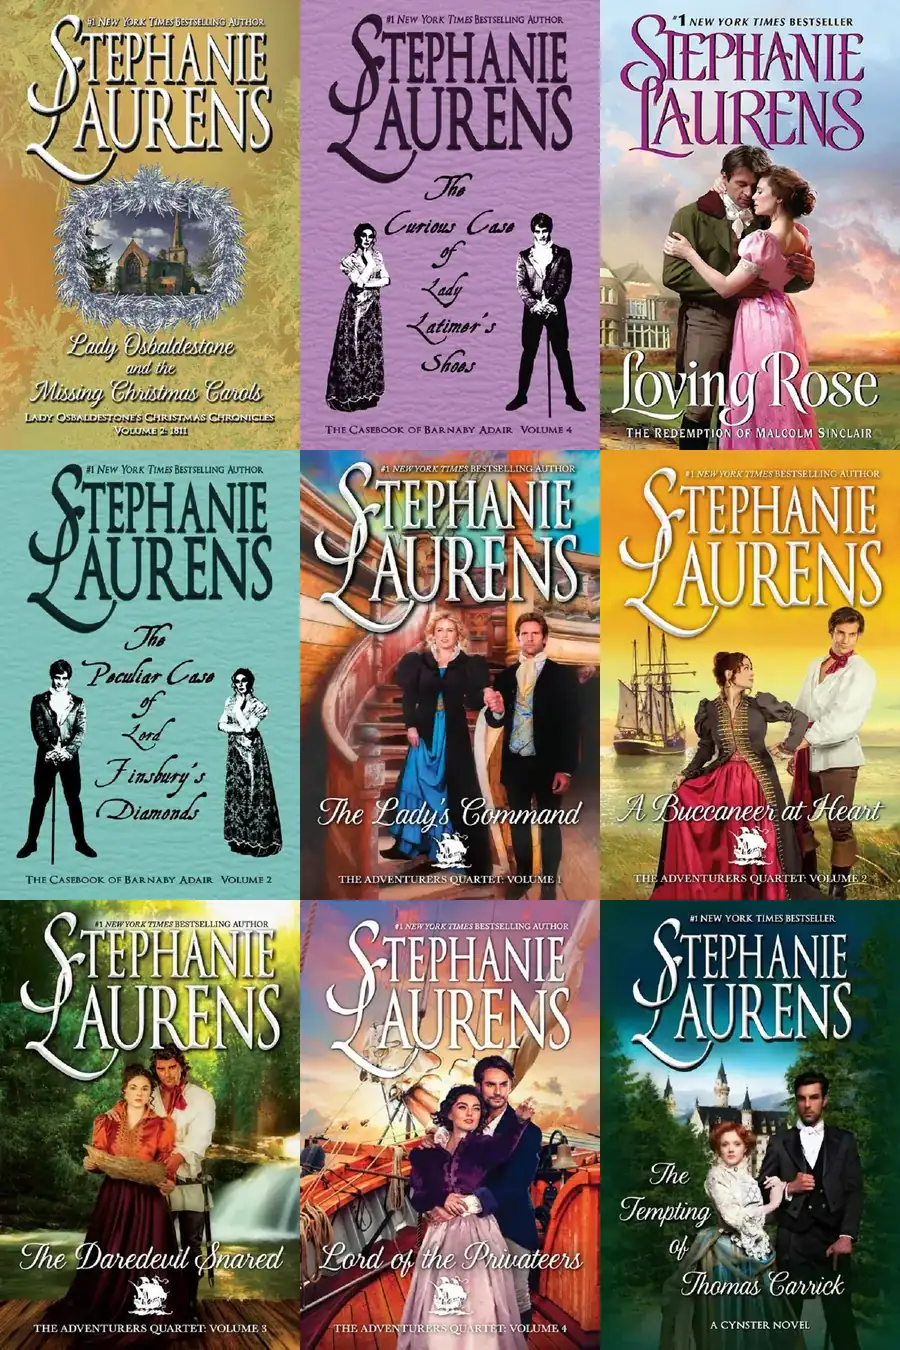 #1 NEW YORK TIMES BESTSELLING AUTHOR
STEPHANIE
LAURENS
Lady Osbaldestone
and the
Missing Christmas Carols
LADY OSBALDESTONE'S CHRISTMAS CHRONICLES
VOLUME 2: 1811
#1 NEW YORK TIMES BESTSELLING AUTHOR
STEPHANIE
LAURENS
The
Curious Case
of
Lady
Latimer's
Shoes
THE CASEBOOK OF BARNABY ADAIR VOLUME 4
#1 NEW YORK TIMES BESTSELLER
STEPHANIE
LAURENS
Loving Rose
THE REDEMPTION OF MALCOLM SINCLAIR
#1 NEW YORK TIMES BESTSELLING AUTHOR
STEPHANIE
LAURENS
The
Peculiar Case
of
Lord
Finsbury's
Diamonds
THE CASEBOOK OF BARNABY ADAIR VOLUME 2
#1 NEW YORK TIMES BESTSELLING AUTHOR
STEPHANIE
LAURENS
The Lady's Command
THE ADVENTURERS QUARTET: VOLUME 1
#1 NEW YORK TIMES BESTSELLING AUTHOR
STEPHANIE
LAURENS
A Buccaneer at Heart
THE ADVENTURERS QUARTET: VOLUME 2
#1 NEW YORK TIMES BESTSELLING AUTHOR
STEPHANIE
LAURENS
The Daredevil Snared
THE ADVENTURERS QUARTET: VOLUME 3
#1 NEW YORK TIMES BESTSELLING AUTHOR
STEPHANIE
LAURENS
Lord of the Privateers
THE ADVENTURERS QUARTET: VOLUME 4
#1 NEW YORK TIMES BESTSELLER
STEPHANIE
LAURENS
The
Tempting
of
Thomas Carrick
A CYNSTER NOVEL